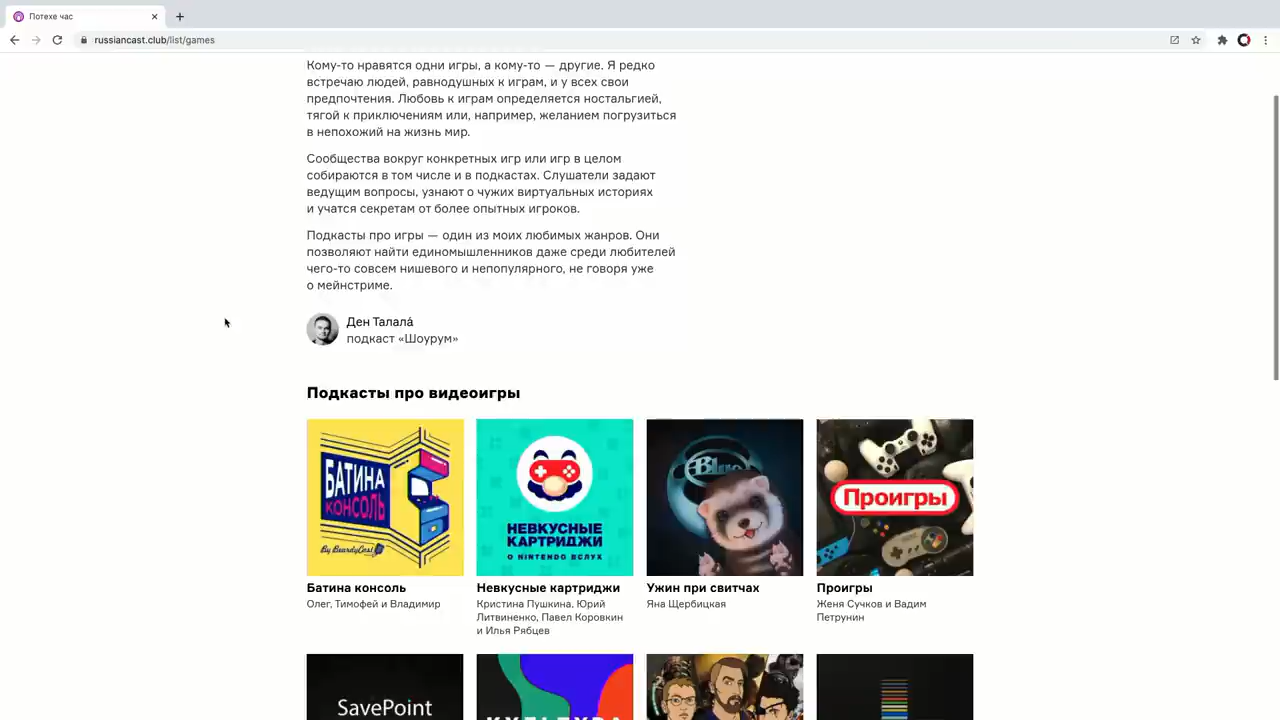 Потехе час
russiancast.club/list/games
Кому-то нравятся одни игры, а кому-то — другие. Я редко
встречаю людей, равнодушных к играм, и у всех свои
предпочтения. Любовь к играм определяется ностальгией,
тягой к приключениям или, например, желанием погрузиться
в непохожий на жизнь мир.
Сообщества вокруг конкретных игр или игр в целом
собираются в том числе и в подкастах. Слушатели задают
ведущим вопросы, узнают о чужих виртуальных историях
и учатся секретам от более опытных игроков.
Подкасты про игры — один из моих любимых жанров. Они
позволяют найти единомышленников даже среди любителей
чего-то совсем нишевого и непопулярного, не говоря уже
о мейнстриме.
Ден Талала́
подкаст «Шоурум»
Подкасты про видеоигры
БАТИНА
КОНСОЛЬ
By BeardyCast
НЕВКУСНЫЕ
КАРТРИДЖИ
О NINTENDO ВСЛУХ
Blue
Проигры
Батина консоль
Олег, Тимофей и Владимир
Невкусные картриджи
Кристина Пушкина, Юрий
Литвиненко, Павел Коровкин
и Илья Рябцев
Ужин при свитчах
Яна Щербицкая
Проигры
Женя Сучков и Вадим
Петрунин
SavePoint
КУЛЬТУРА